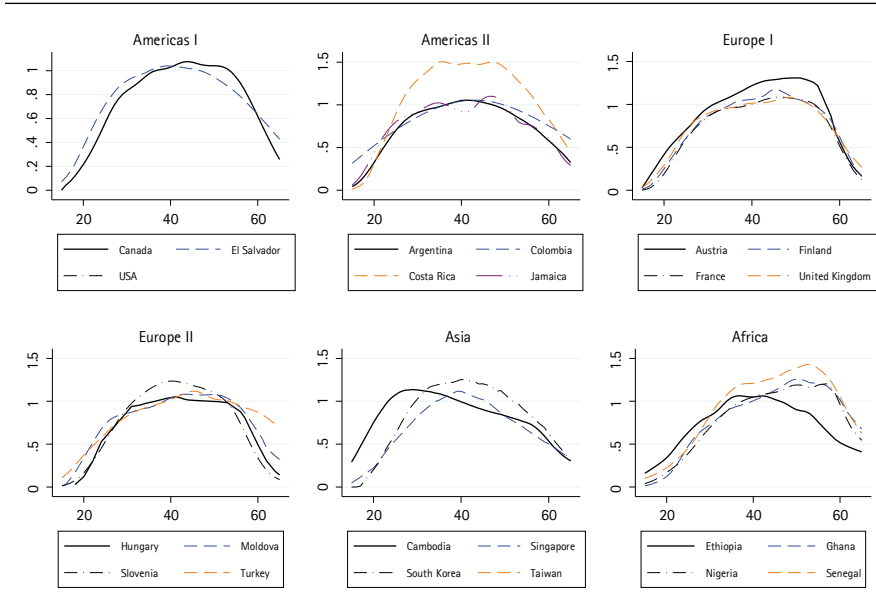 Americas I
Americas II
Europe I
0 .2 .4 .6 .8 1
20 40 60
0 .5 1 1.5
20 40 60
0 .5 1 1.5
20 40 60
Canada El Salvador
USA
Argentina Colombia
Costa Rica Jamaica
Austria Finland
France United Kingdom
Europe II
Asia
Africa
0 .5 1 1.5
20 40 60
0 .5 1 1.5
20 40 60
0 .5 1 1.5
20 40 60
Hungary Moldova
Slovenia Turkey
Cambodia Singapore
South Korea Taiwan
Ethiopia Ghana
Nigeria Senegal